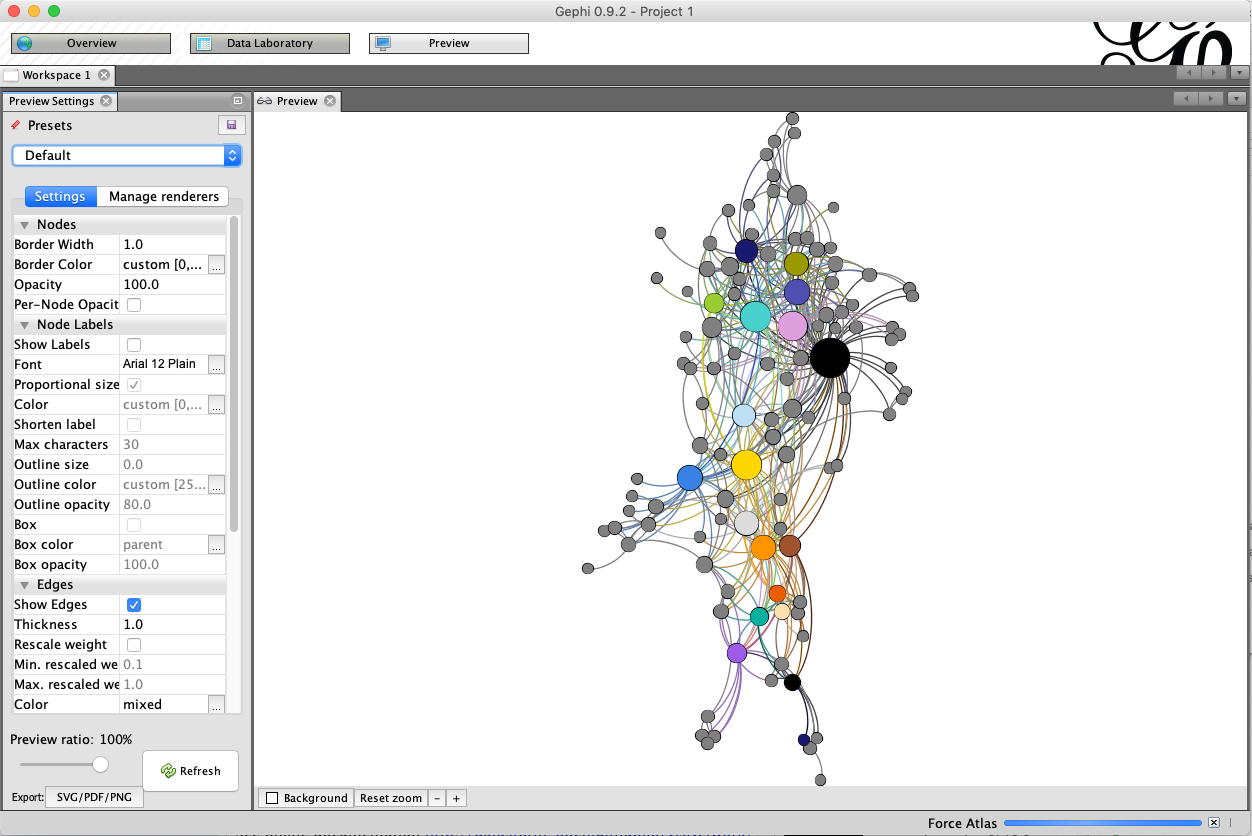 Gephi 0.9.2 - Project 1
Overview
Data Laboratory
Preview
Workspace 1
Preview Settings
Preview
Presets
Default
Settings
Manage renderers
Nodes
Border Width 1.0
Border Color custom [0,... ...
Opacity 100.0
Per-Node Opacit
Node Labels
Show Labels
Font Arial 12 Plain ...
Proportional size
Color custom [0,... ...
Shorten label
Max characters 30
Outline size 0.0
Outline color custom [25... ...
Outline opacity 80.0
Box
Box color parent ...
Box opacity 100.0
Edges
Show Edges
Thickness 1.0
Rescale weight
Min. rescaled we 0.1
Max. rescaled we 1.0
Color mixed ...
Preview ratio: 100%
Refresh
Export: SVG/PDF/PNG
Background
Reset zoom
-
+
Force Atlas